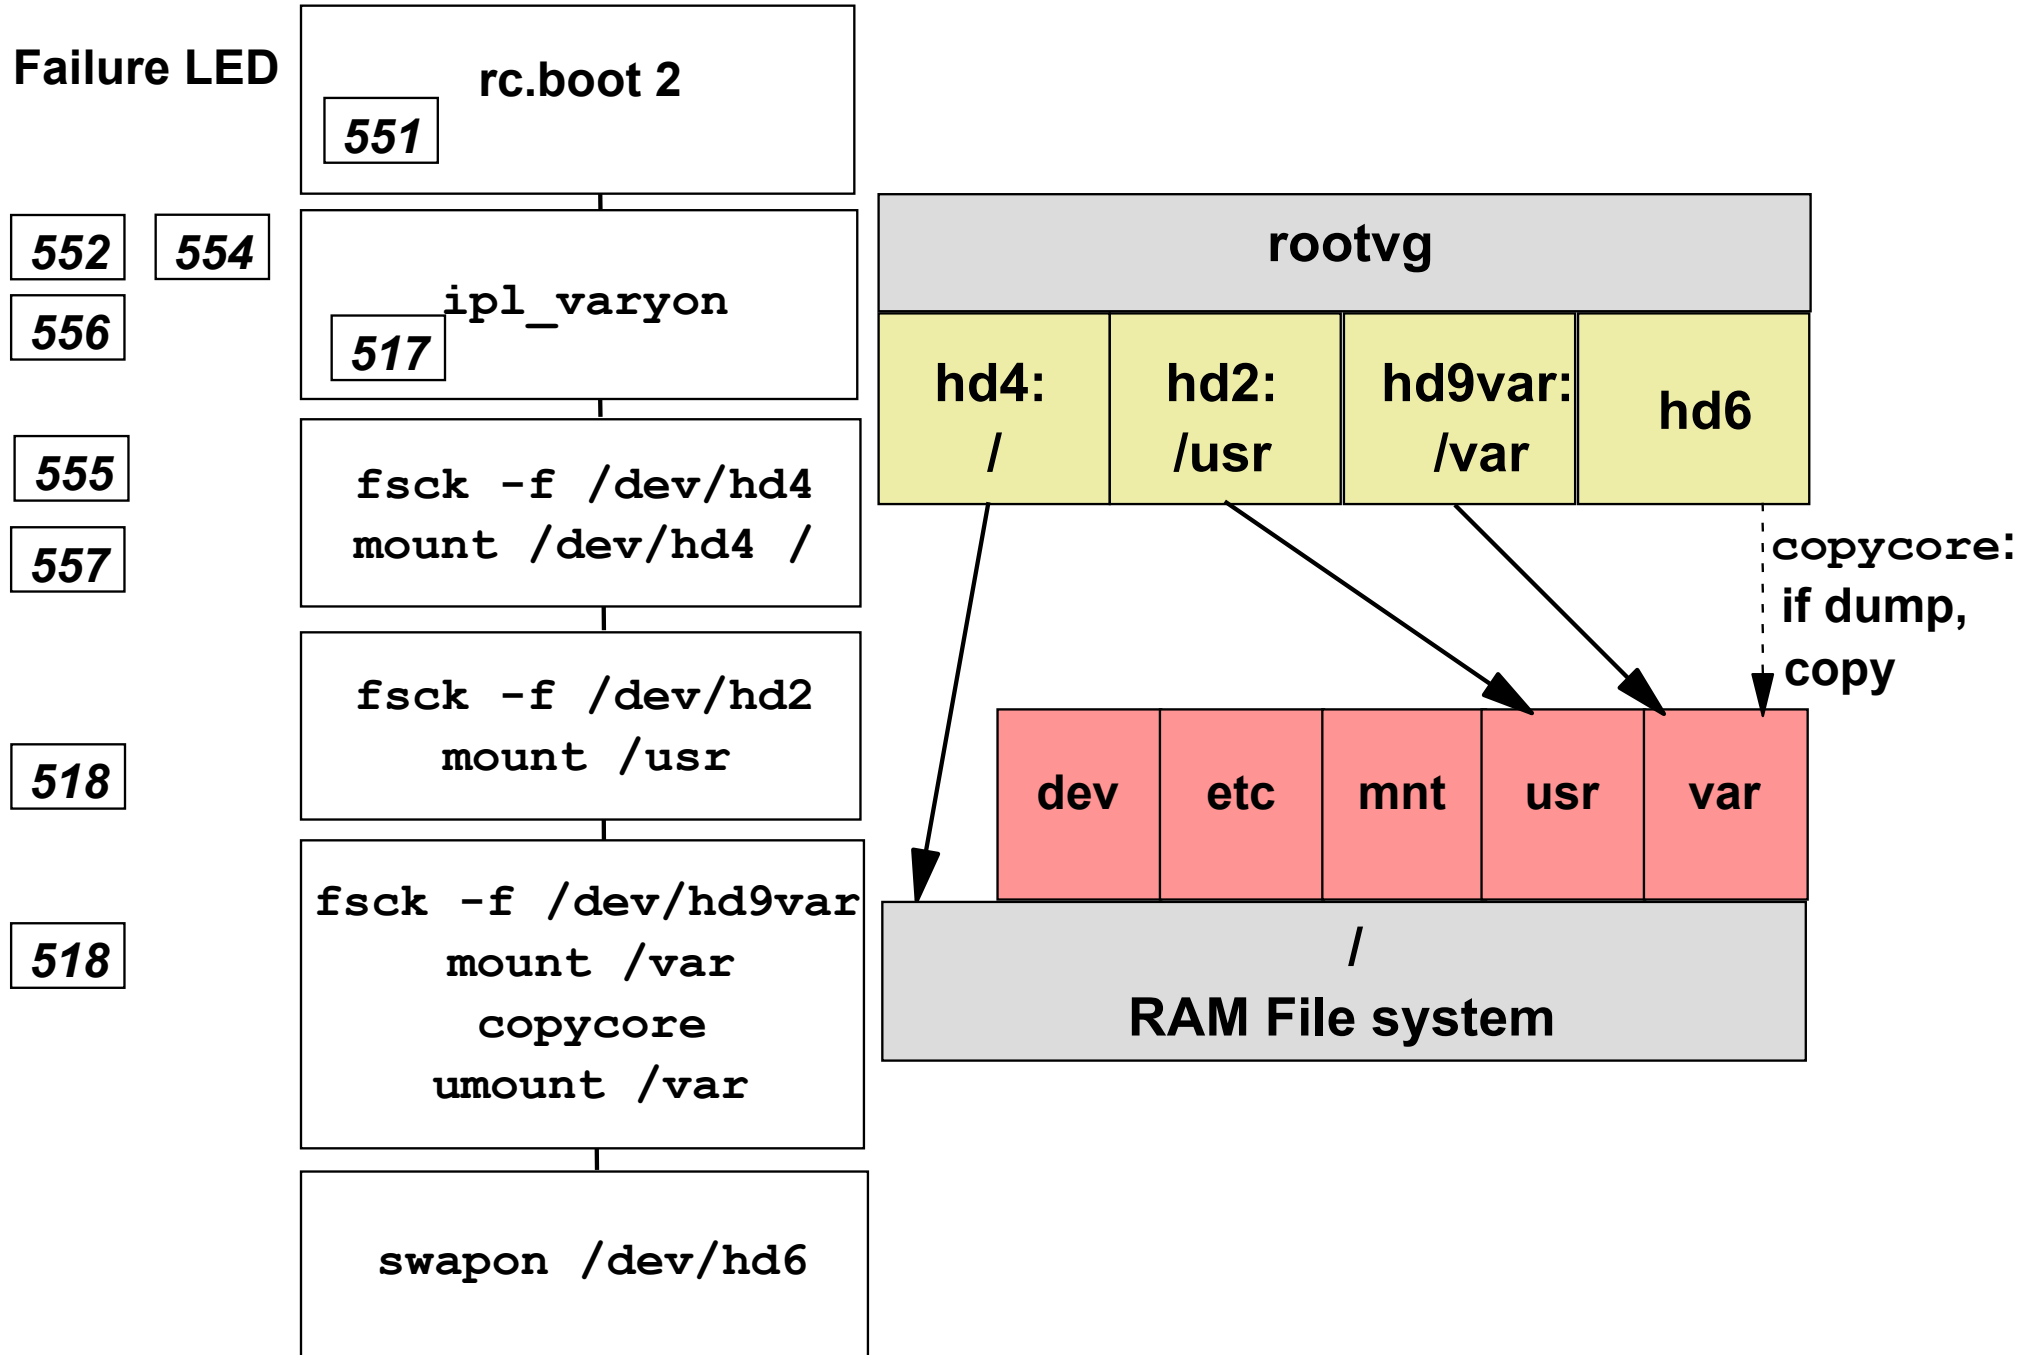 Failure LED
rc.boot 2
551
552 554
556
ipl_varyon
517
555
557
fsck -f /dev/hd4
mount /dev/hd4 /
518
fsck -f /dev/hd2
mount /usr
518
fsck -f /dev/hd9var
mount /var
copycore
umount /var
swapon /dev/hd6
rootvg
hd4:
/
hd2:
/usr
hd9var:
/var
hd6
copycore:
if dump,
copy
dev etc mnt usr var
/
RAM File system